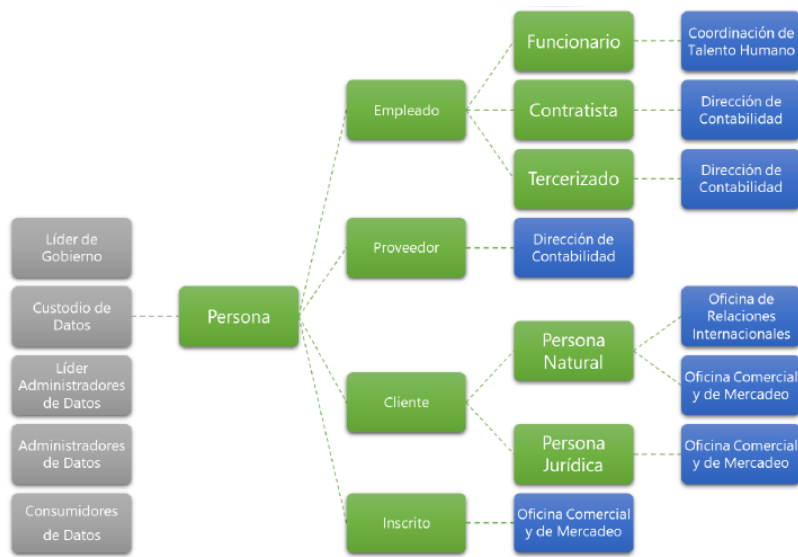 Líder de
Gobierno
Custodio de
Datos
Líder
Administradores
de Datos
Administradores
de Datos
Consumidores
de Datos
Persona
Empleado
Funcionario
Coordinación de
Talento Humano
Contratista
Dirección de
Contabilidad
Tercerizado
Dirección de
Contabilidad
Proveedor
Dirección de
Contabilidad
Cliente
Persona
Natural
Oficina de
Relaciones
Internacionales
Oficina Comercial
y de Mercadeo
Persona
Jurídica
Oficina Comercial
y de Mercadeo
Inscrito
Oficina Comercial
y de Mercadeo